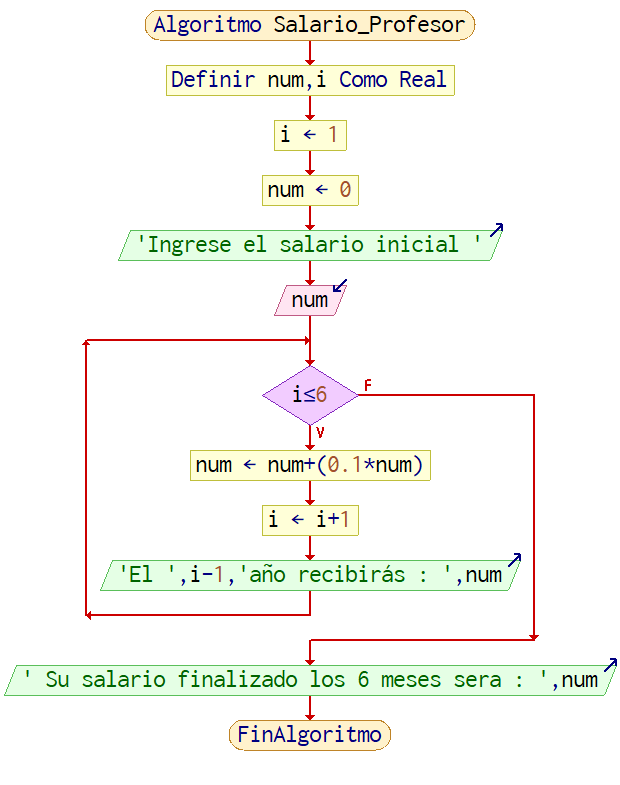 Algoritmo Salario_Profesor
Definir num,i Como Real
i ← 1
num ← 0
'Ingrese el salario inicial '
num
i≤6
F
V
num ← num+(0.1*num)
i ← i+1
'El ',i-1,'año recibirás : ',num
' Su salario finalizado los 6 meses sera : ',num
FinAlgoritmo